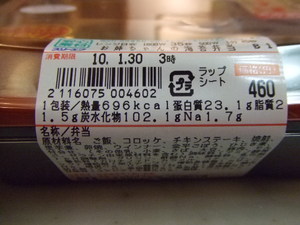 消費期限
10. 1.30 3時
ラップ
シート
プラ
460
2116075004602
1包装/熱量696kcal蛋白質23.1g脂質2
1.5g炭水化物102.1gNa1.7g
名称/弁当
原材料名 ご飯、コロッケ、チキンステーキ、